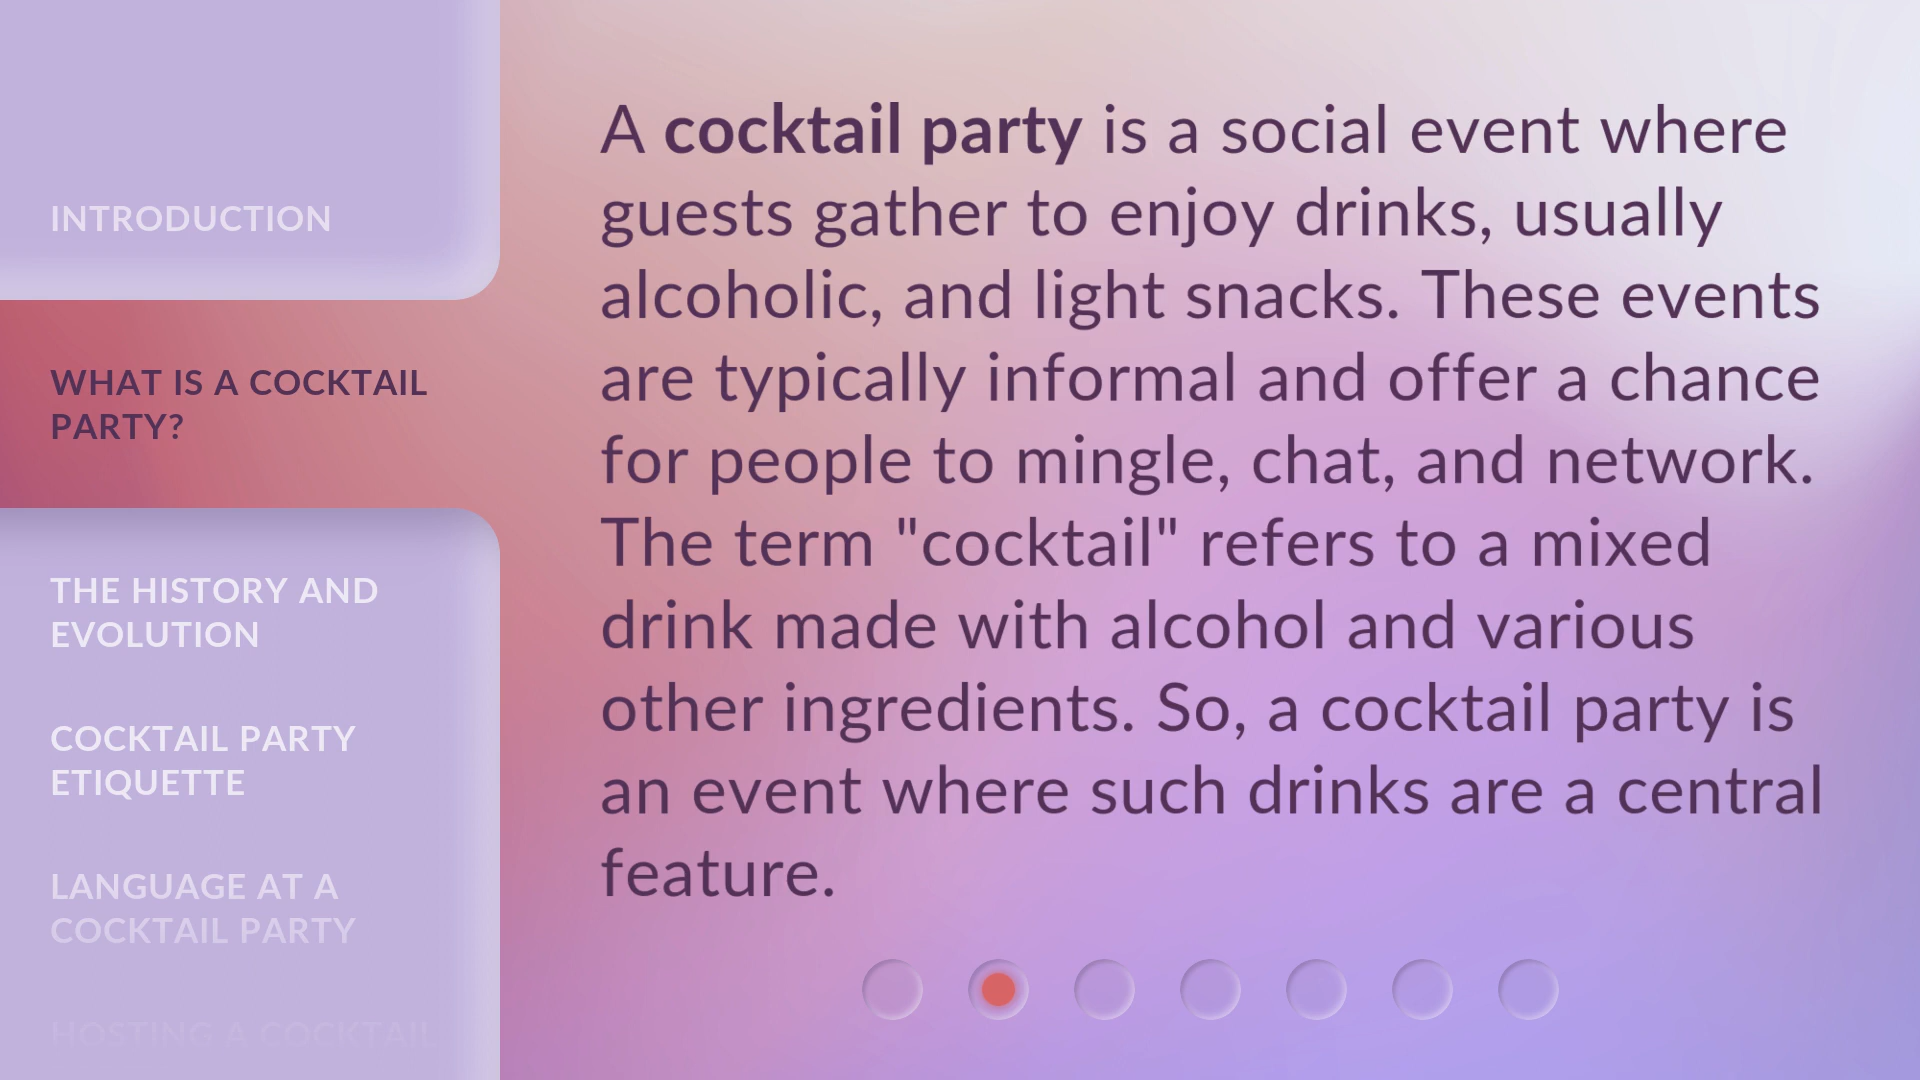 INTRODUCTION
WHAT IS A COCKTAIL
PARTY?
THE HISTORY AND
EVOLUTION
COCKTAIL PARTY
ETIQUETTE
LANGUAGE AT A
COCKTAIL PARTY
HOSTING A COCKTAIL
A cocktail party is a social event where
guests gather to enjoy drinks, usually
alcoholic, and light snacks. These events
are typically informal and offer a chance
for people to mingle, chat, and network.
The term "cocktail" refers to a mixed
drink made with alcohol and various
other ingredients. So, a cocktail party is
an event where such drinks are a central
feature.